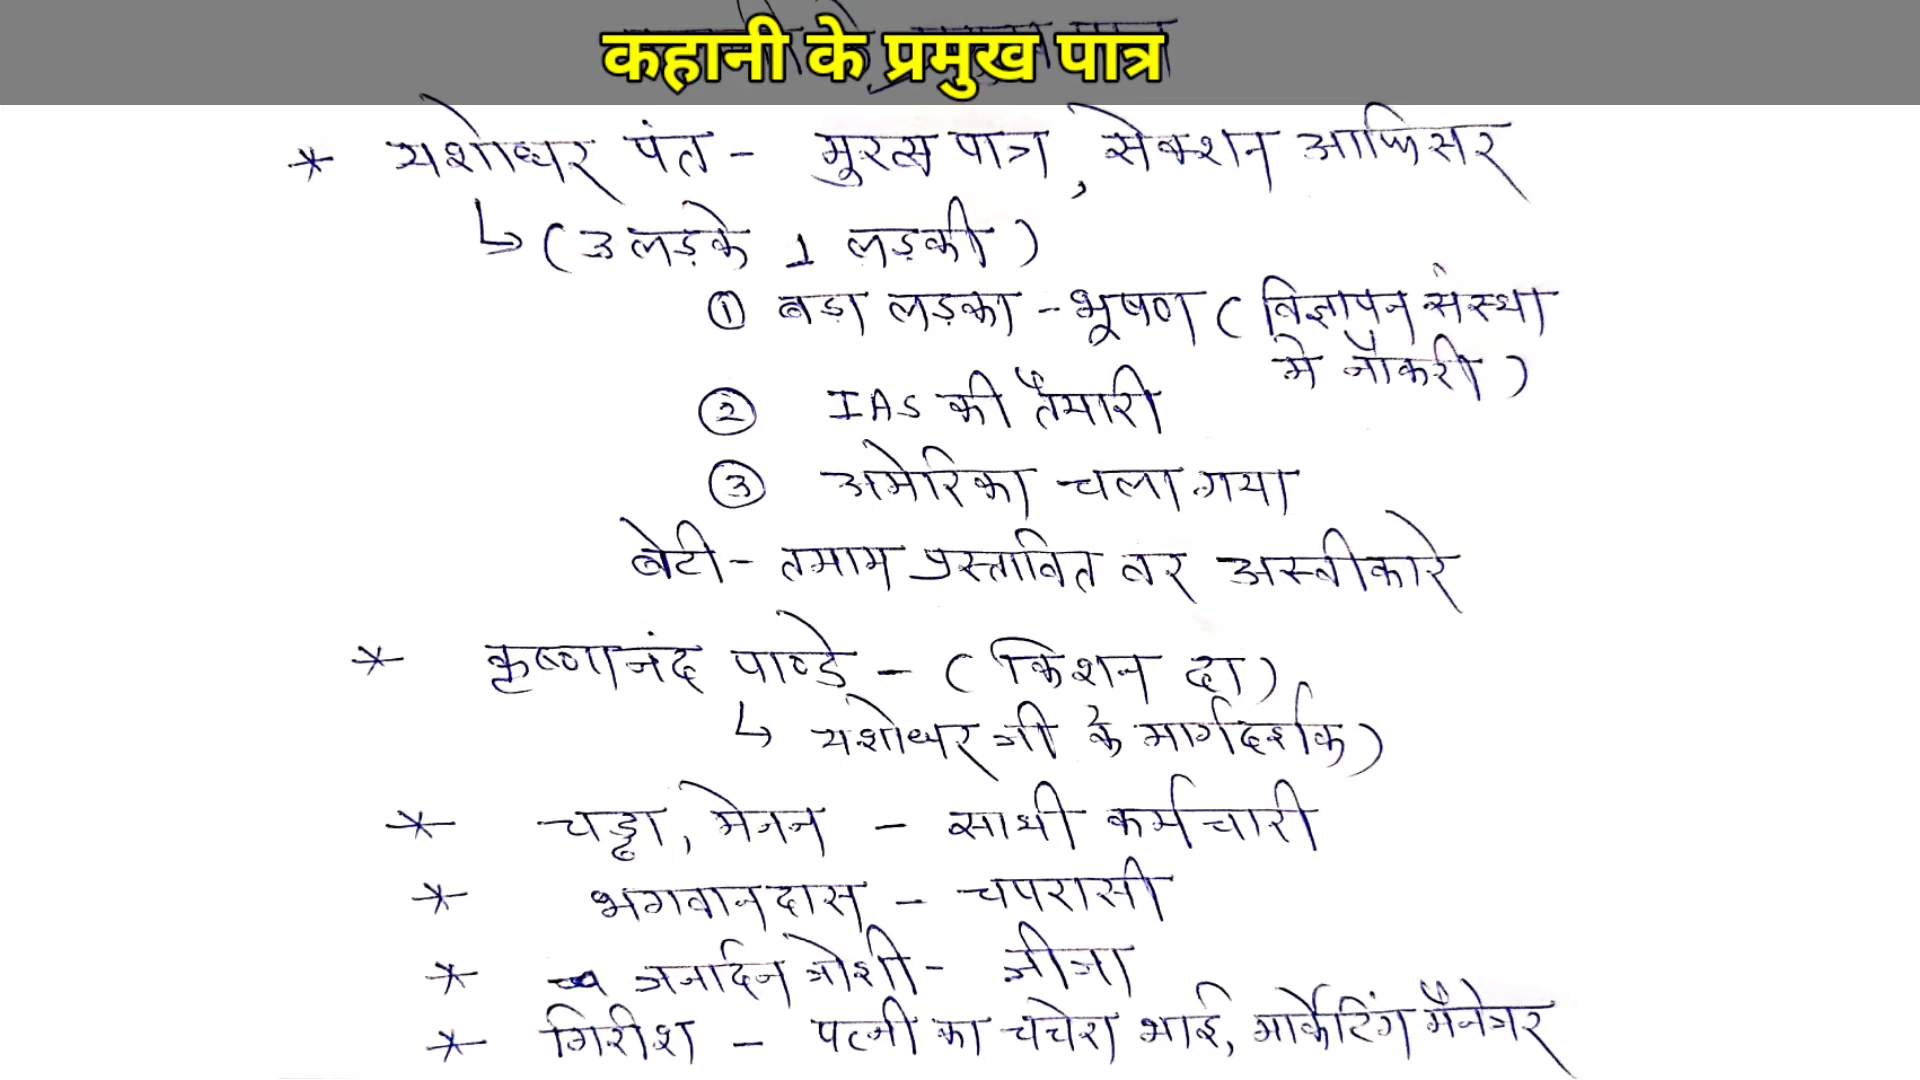 कहानी के प्रमुख पात्र
* यशोधर पंत - मुख्य पात्र, सेक्शन आफिसर
↳ (3 लड़के 1 लड़की)
① बड़ा लड़का - भूषण (विज्ञापन संस्था
मे नौकरी)
② IAS की तैयारी
③ अमेरिका चला गया
बेटी - तमाम प्रस्तावित वर अस्वीकारे
* कृष्णानंद पाण्डे - (किशन दा)
↳ यशोधर जी के मार्गदर्शक)
* चड्ढा, मेनन - साथी कर्मचारी
* भगवानदास - चपरासी
* जनार्दन जोशी - जीजा
* गिरीश - पत्नी का चचेरा भाई, मार्केटिंग मैनेजर